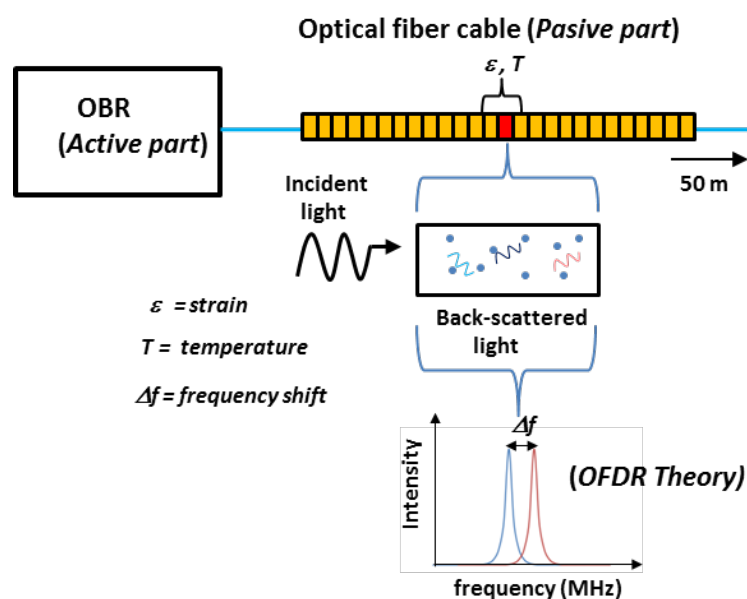 Optical fiber cable (Pasive part)
ε, T
OBR
(Active part)
50 m
Incident
light
ε = strain
T = temperature
Δf = frequency shift
Back-scattered
light
Δf
Intensity
(OFDR Theory)
frequency (MHz)